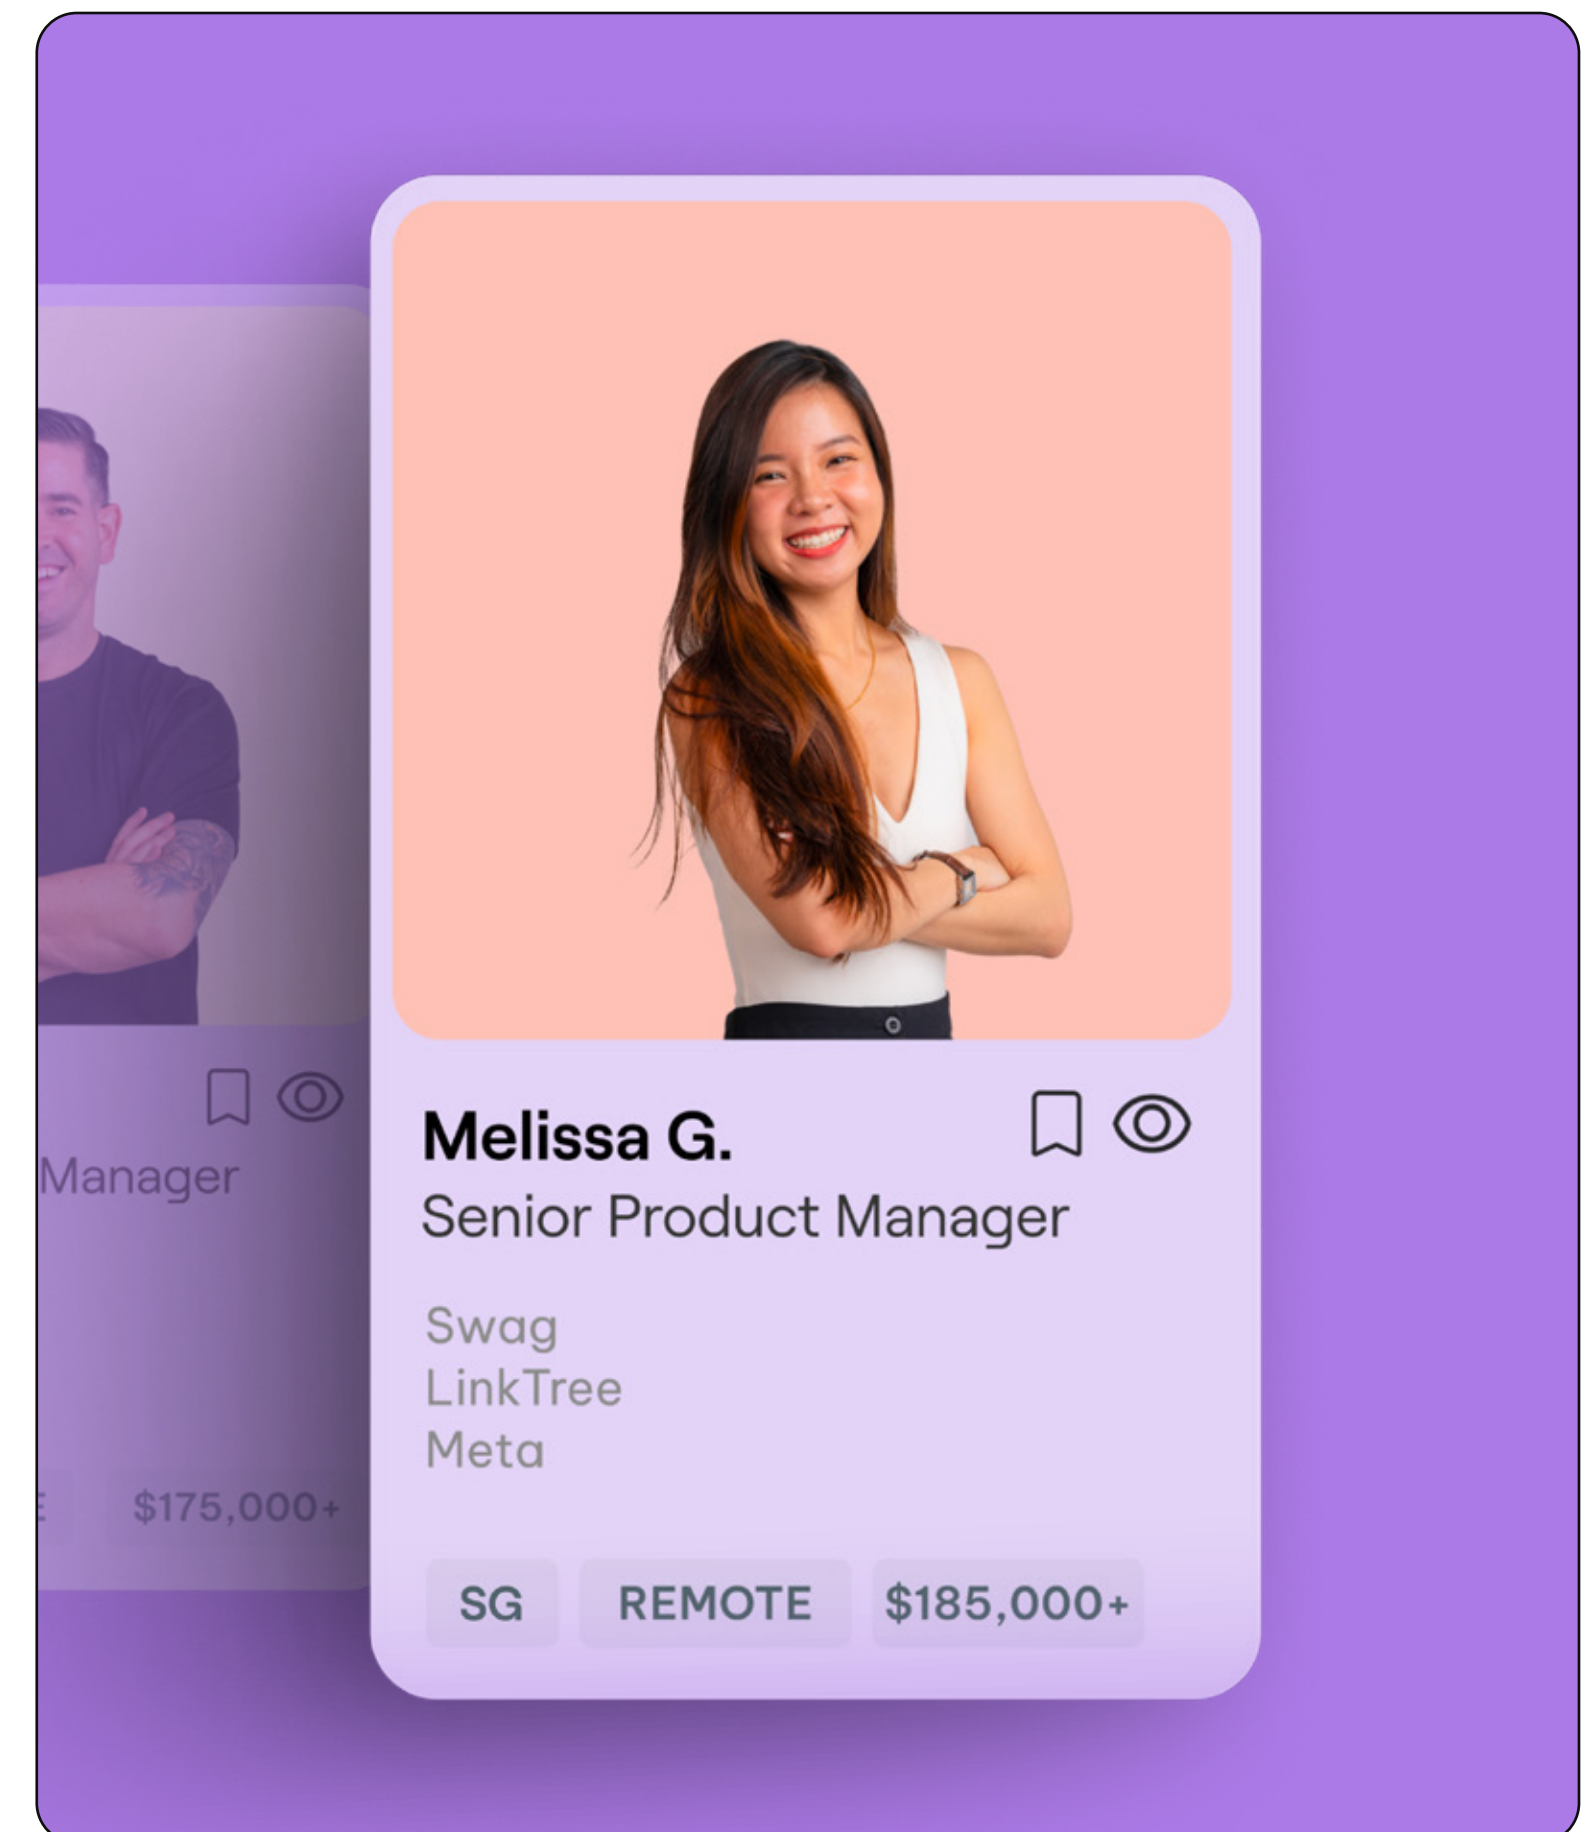 Manager
$175,000+
Melissa G.
Senior Product Manager
Swag
LinkTree
Meta
SG
REMOTE
$185,000+